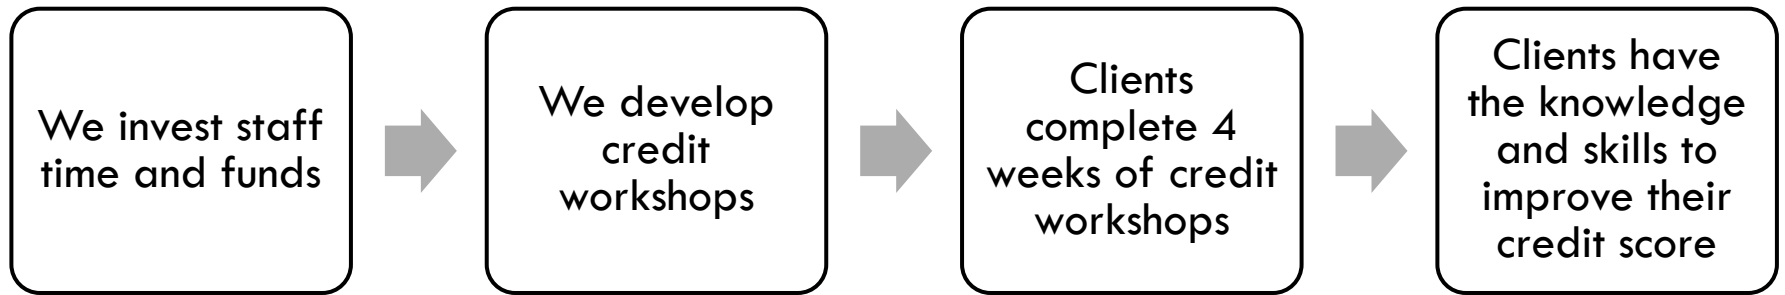 We invest staff
time and funds
We develop
credit
workshops
Clients
complete 4
weeks of credit
workshops
Clients have
the knowledge
and skills to
improve their
credit score